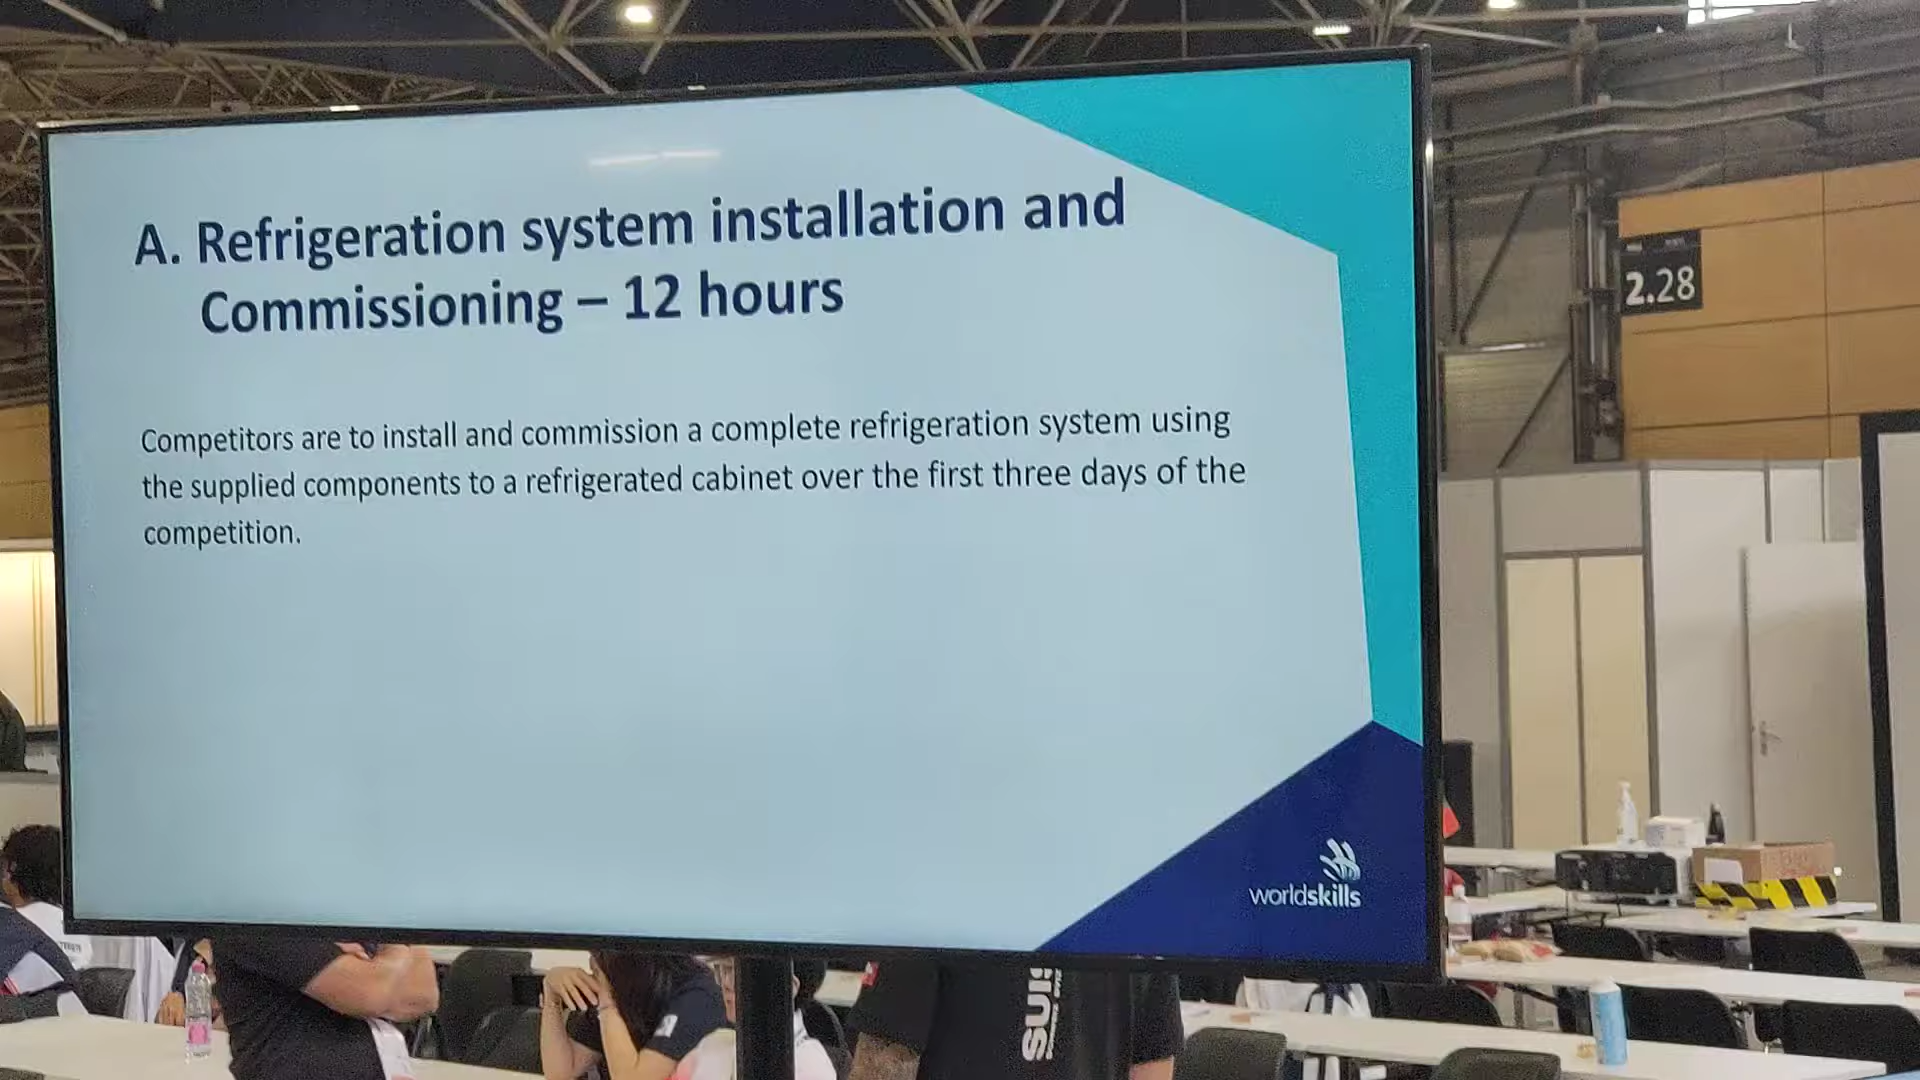 A. Refrigeration system installation and
Commissioning – 12 hours
Competitors are to install and commission a complete refrigeration system using
the supplied components to a refrigerated cabinet over the first three days of the
competition.
worldskills
2.28